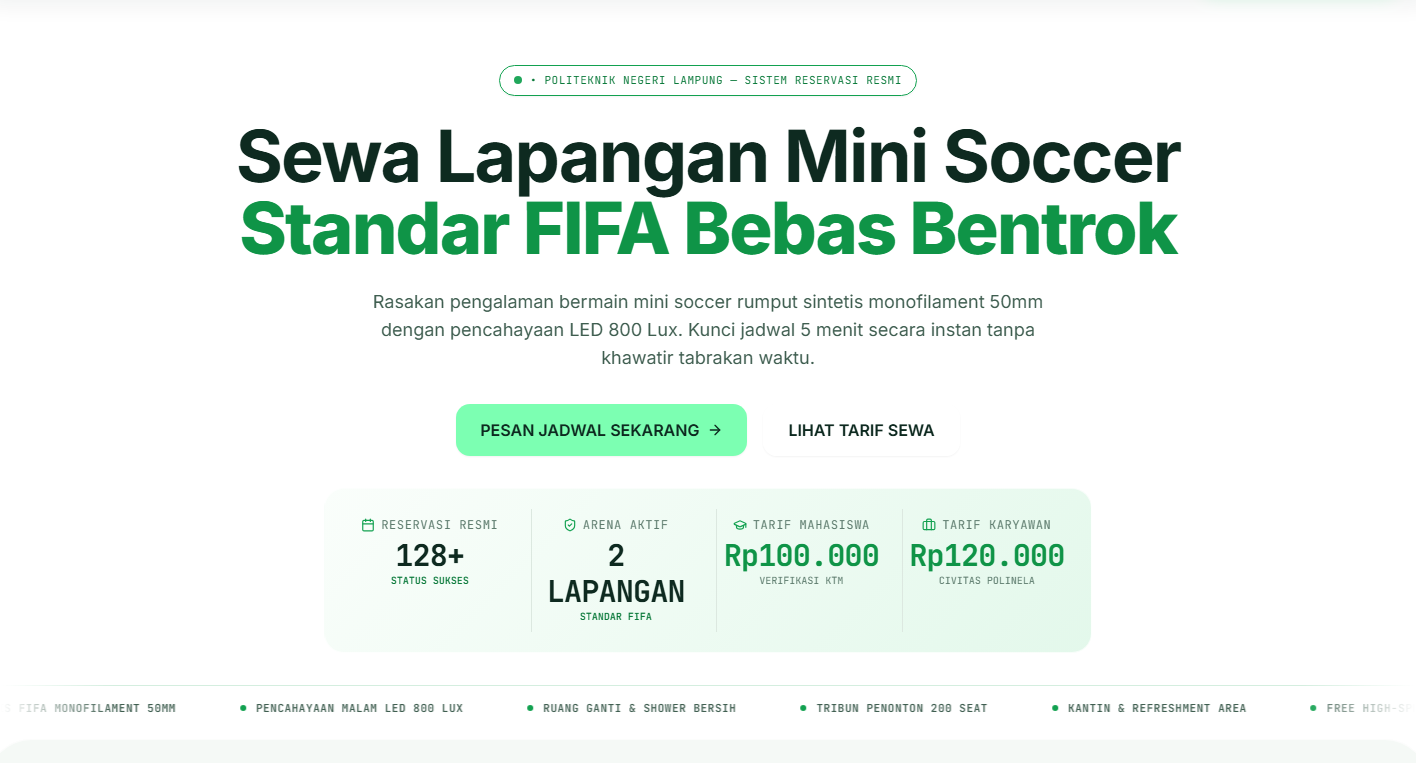 • POLITEKNIK NEGERI LAMPUNG — SISTEM RESERVASI RESMI
Sewa Lapangan Mini Soccer
Standar FIFA Bebas Bentrok
Rasakan pengalaman bermain mini soccer rumput sintetis monofilament 50mm
dengan pencahayaan LED 800 Lux. Kunci jadwal 5 menit secara instan tanpa
khawatir tabrakan waktu.
PESAN JADWAL SEKARANG →
LIHAT TARIF SEWA
RESERVASI RESMI
128+
STATUS SUKSES
ARENA AKTIF
2
LAPANGAN
STANDAR FIFA
TARIF MAHASISWA
Rp100.000
VERIFIKASI KTM
TARIF KARYAWAN
Rp120.000
CIVITAS POLINELA
FIFA MONOFILAMENT 50MM
PENCAHAYAAN MALAM LED 800 LUX
RUANG GANTI & SHOWER BERSIH
TRIBUN PENONTON 200 SEAT
KANTIN & REFRESHMENT AREA
FREE HIGH-